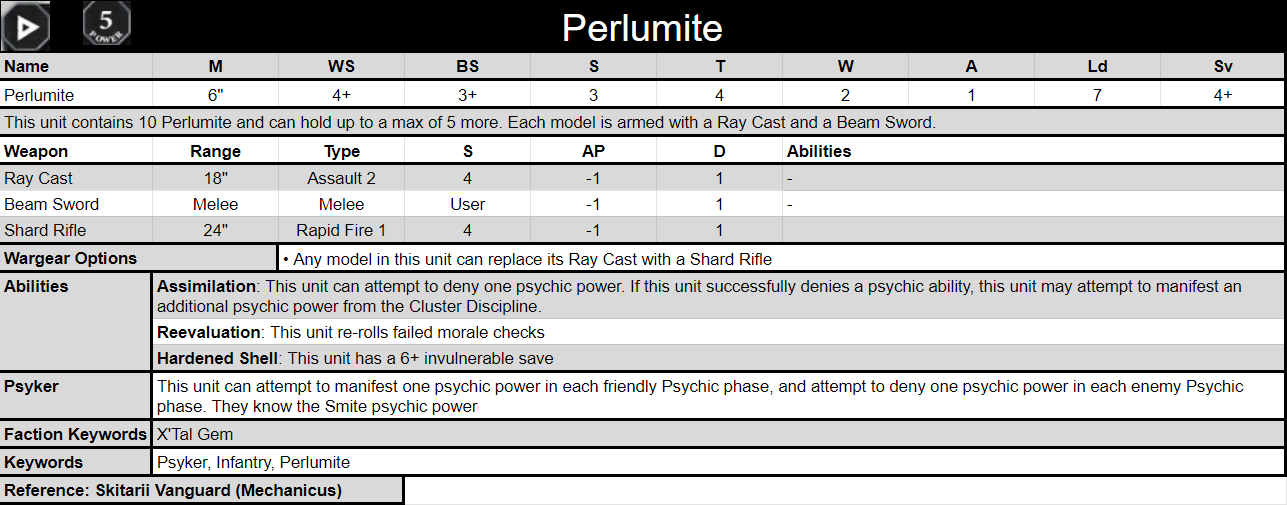 5
POWER
Perlumite
Name M WS BS S T W A Ld Sv
Perlumite 6" 4+ 3+ 3 4 2 1 7 4+
This unit contains 10 Perlumite and can hold up to a max of 5 more. Each model is armed with a Ray Cast and a Beam Sword.
Weapon Range Type S AP D Abilities
Ray Cast 18" Assault 2 4 -1 1 -
Beam Sword Melee Melee User -1 1 -
Shard Rifle 24" Rapid Fire 1 4 -1 1
Wargear Options • Any model in this unit can replace its Ray Cast with a Shard Rifle
Abilities Assimilation: This unit can attempt to deny one psychic power. If this unit successfully denies a psychic ability, this unit may attempt to manifest an
additional psychic power from the Cluster Discipline.
Reevaluation: This unit re-rolls failed morale checks
Hardened Shell: This unit has a 6+ invulnerable save
Psyker This unit can attempt to manifest one psychic power in each friendly Psychic phase, and attempt to deny one psychic power in each enemy Psychic
phase. They know the Smite psychic power
Faction Keywords X'Tal Gem
Keywords Psyker, Infantry, Perlumite
Reference: Skitarii Vanguard (Mechanicus)